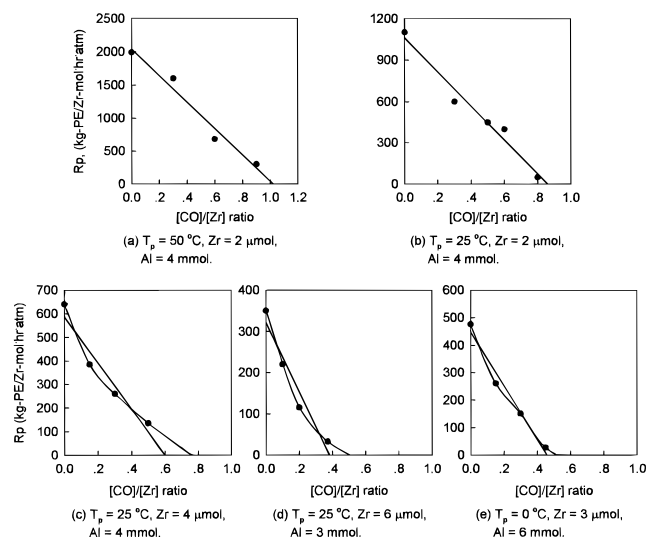 2500
2000
1500
1000
500
0
Rp, (kg-PE/Zr-mol·hr·atm)
0.0 .2 .4 .6 .8 1.0 1.2
[CO]/[Zr] ratio
(a) Tp = 50 °C, Zr = 2 μmol,
Al = 4 mmol.
1200
900
600
300
0
0.0 .2 .4 .6 .8 1.0
[CO]/[Zr] ratio
(b) Tp = 25 °C, Zr = 2 μmol,
Al = 4 mmol.
700
600
500
400
300
200
100
0
Rp (kg-PE/Zr-mol·hr·atm)
0.0 .2 .4 .6 .8 1.0
[CO]/[Zr] ratio
(c) Tp = 25 °C, Zr = 4 μmol,
Al = 4 mmol.
400
300
200
100
0
0.0 .2 .4 .6 .8 1.0
[CO]/[Zr] ratio
(d) Tp = 25 °C, Zr = 6 μmol,
Al = 3 mmol.
600
500
400
300
200
100
0
0.0 .2 .4 .6 .8 1.0
[CO]/[Zr] ratio
(e) Tp = 0 °C, Zr = 3 μmol,
Al = 6 mmol.